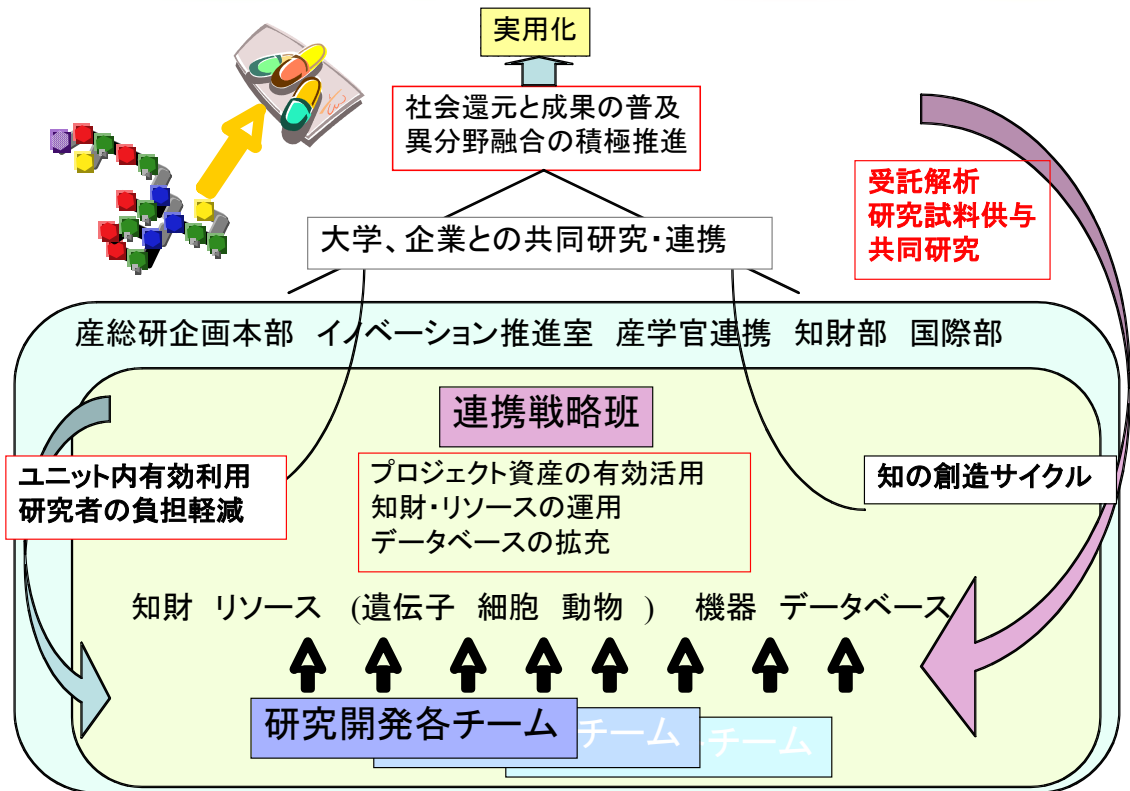 実用化
社会還元と成果の普及
異分野融合の積極推進
受託解析
研究試料供与
共同研究
大学、企業との共同研究・連携
産総研企画本部 イノベーション推進室 産学官連携 知財部 国際部
連携戦略班
ユニット内有効利用
研究者の負担軽減
プロジェクト資産の有効活用
知財・リソースの運用
データベースの拡充
知の創造サイクル
知財 リソース (遺伝子 細胞 動物 ) 機器 データベース
研究開発各チーム
チーム
チーム